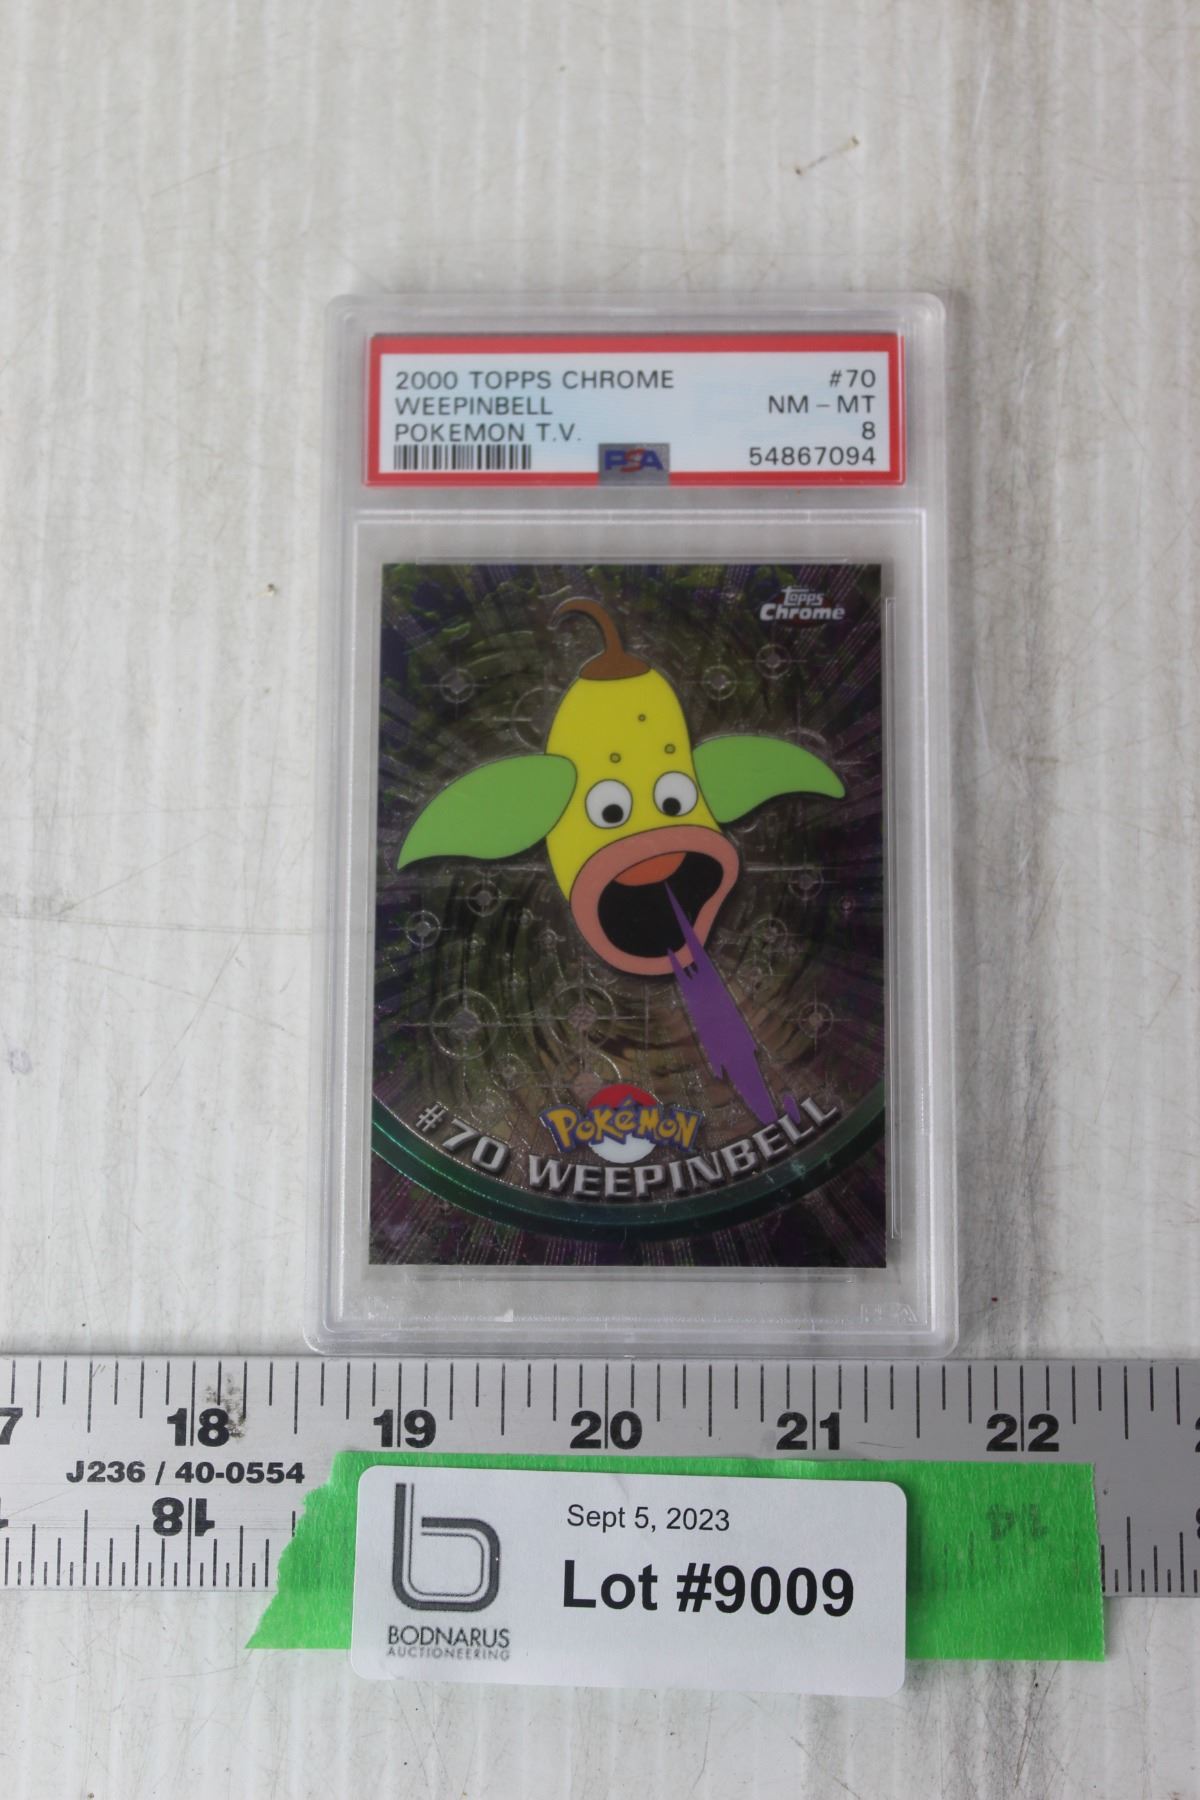 2000 TOPPS CHROME #70
WEEPINBELL NM - MT
POKEMON T.V. 8
PSA 54867094
Topps
Chrome
POKéMON
#70 WEEPINBELL
PSA
18 19 20 21 22
J236 / 40-0554
18
Sept 5, 2023
Lot #9009
b
BODNARUS
AUCTIONEERING